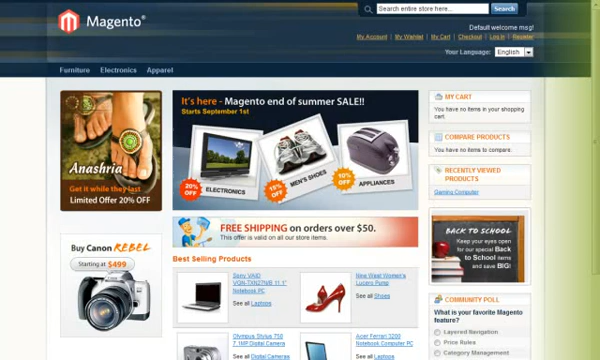 Magento®
Search entire store here...
Search
Default welcome msg!
My Account | My Wishlist | My Cart | Checkout | Log In | Register
Your Language: English
Furniture Electronics Apparel
Anashria
Get it while they last
Limited Offer 20% OFF
It's here - Magento end of summer SALE!!
Starts September 1st
20% OFF
ELECTRONICS
15% OFF
MEN'S SHOES
10% OFF
APPLIANCES
MY CART
You have no items in your shopping
cart.
COMPARE PRODUCTS
You have no items to compare.
RECENTLY VIEWED
PRODUCTS
Gaming Computer
FREE SHIPPING on orders over $50.
This offer is valid on all our store items.
BACK TO SCHOOL
Keep your eyes open
for our special Back
to School items
and save BIG!
Buy Canon REBEL
Starting at $499
Best Selling Products
Sony VAIO
VGN-TXN27N/B 11.1"
Notebook PC
See all Laptops
Nine West Women's
Lucero Pump
See all Shoes
Olympus Stylus 750
7.1MP Digital Camera
See all Digital Cameras
Acer Ferrari 3200
Notebook Computer PC
See all Laptops
COMMUNITY POLL
What is your favorite Magento
feature?
Layered Navigation
Price Rules
Category Management